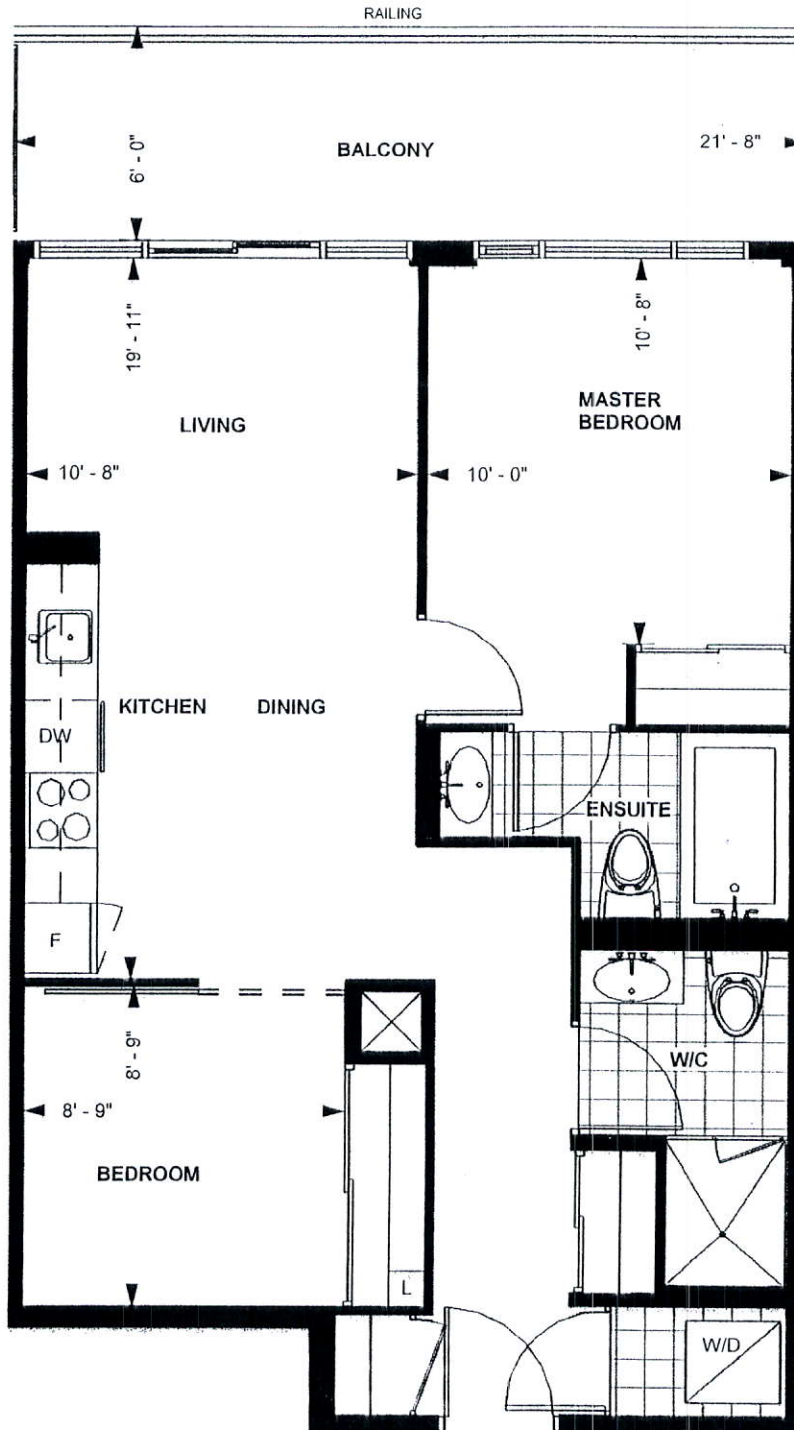 RAILING
6' - 0"
BALCONY
21' - 8"
19' - 11"
10' - 8"
LIVING
MASTER
BEDROOM
10' - 8"
10' - 0"
KITCHEN
DINING
DW
ENSUITE
F
8' - 9"
W/C
8' - 9"
BEDROOM
L
W/D